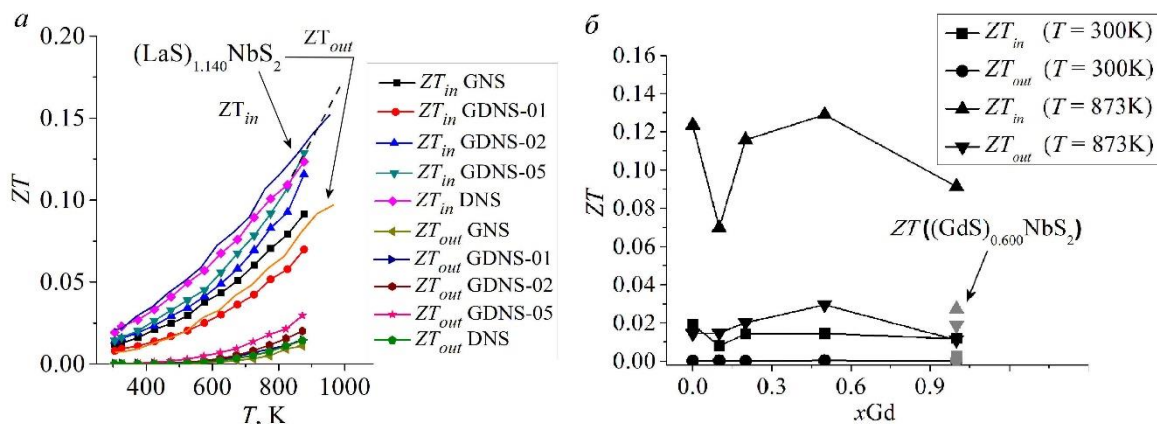 а
ZT
0.20
0.15
0.10
0.05
0.00
400
600
800
1000
T, K
(LaS)1.140NbS2
ZTout
ZTin
ZTin GNS
ZTin GDNS-01
ZTin GDNS-02
ZTin GDNS-05
ZTin DNS
ZTout GNS
ZTout GDNS-01
ZTout GDNS-02
ZTout GDNS-05
ZTout DNS
б
ZT
0.16
0.14
0.12
0.10
0.08
0.06
0.04
0.02
0.00
0.0
0.3
0.6
0.9
xGd
ZTin (T = 300K)
ZTout (T = 300K)
ZTin (T = 873K)
ZTout (T = 873K)
ZT((GdS)0.600NbS2)